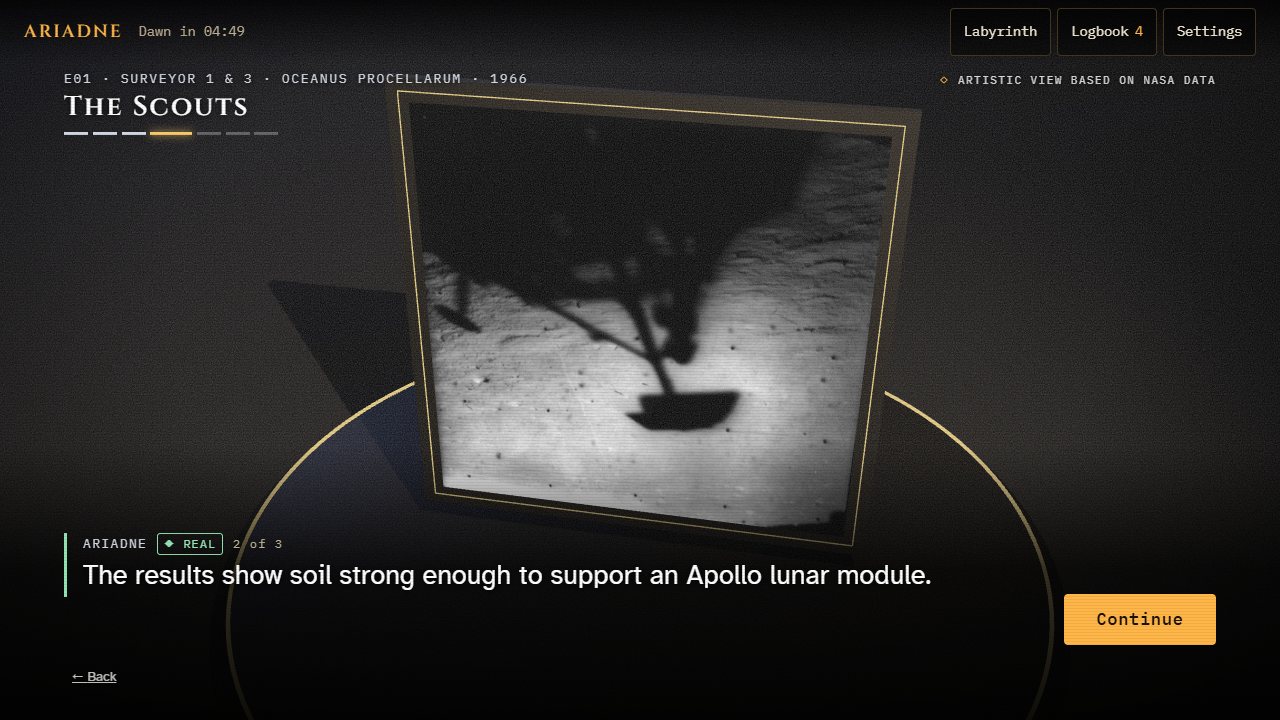 ARIADNE Dawn in 04:49 Labyrinth Logbook 4 Settings
E01 · SURVEYOR 1 & 3 · OCEANUS PROCELLARUM · 1966
◇ ARTISTIC VIEW BASED ON NASA DATA
The Scouts
ARIADNE ◆ REAL 2 of 3
The results show soil strong enough to support an Apollo lunar module.
Continue
← Back